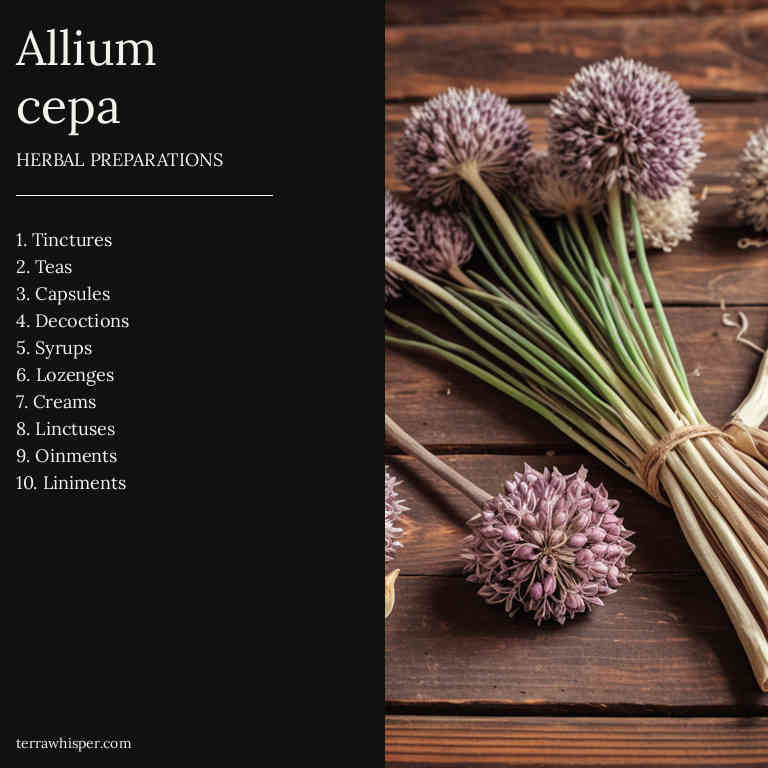 Allium
cepa
HERBAL PREPARATIONS
1. Tinctures
2. Teas
3. Capsules
4. Decoctions
5. Syrups
6. Lozenges
7. Creams
8. Linctuses
9. Oinments
10. Liniments
terrawhisper.com